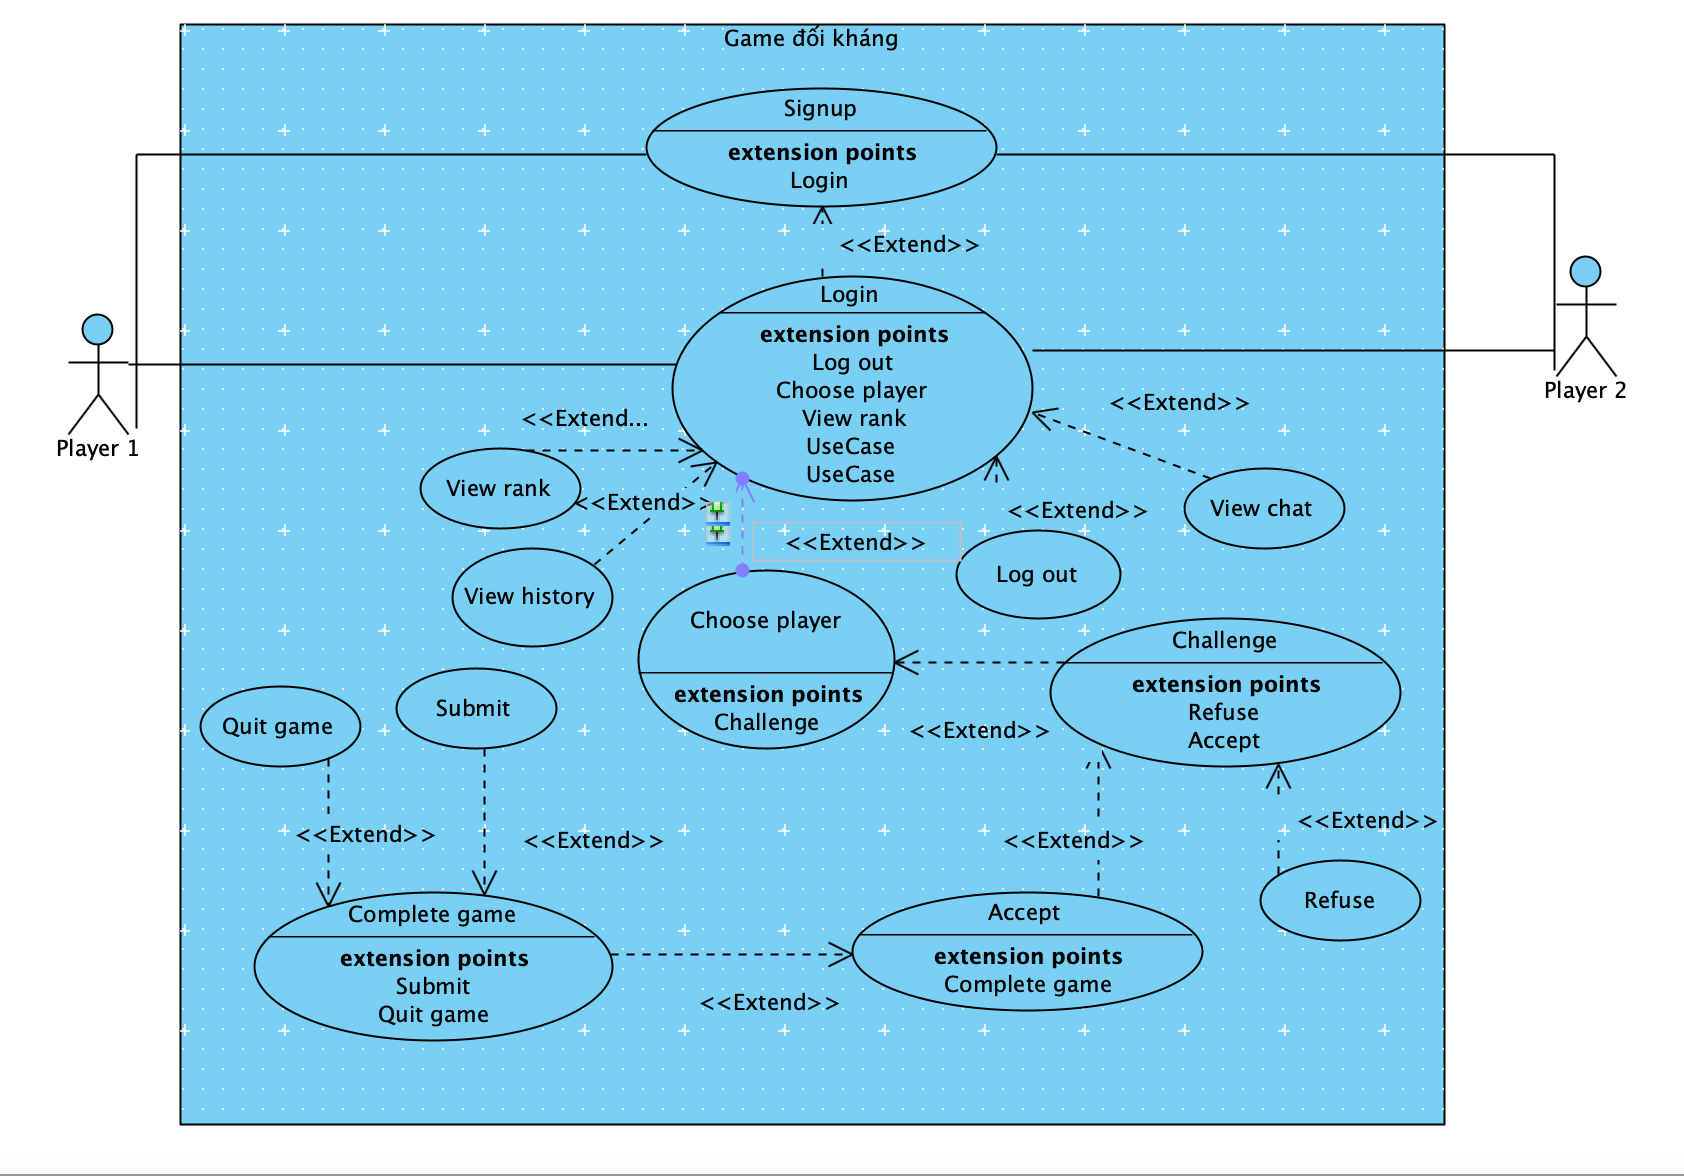 Game đối kháng
Signup
extension points
Login
<<Extend>>
Login
extension points
Log out
Choose player
View rank
UseCase
UseCase
Player 1
Player 2
<<Extend...
<<Extend>>
View rank
<<Extend>>
View chat
<<Extend>>
<<Extend>>
Log out
View history
Choose player
extension points
Challenge
Challenge
extension points
Refuse
Accept
<<Extend>>
Quit game
Submit
<<Extend>>
<<Extend>>
<<Extend>>
<<Extend>>
Refuse
Complete game
extension points
Submit
Quit game
<<Extend>>
Accept
extension points
Complete game